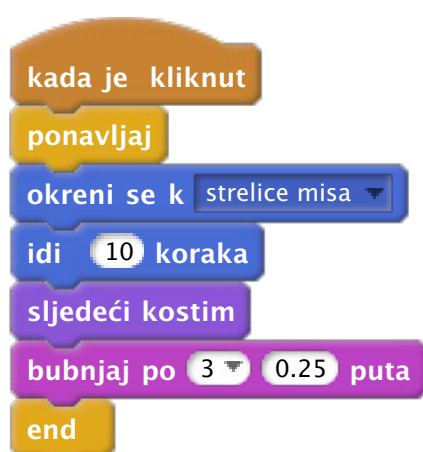 kada je kliknut
ponavljaj
okreni se k strelice misa
idi 10 koraka
sljedeći kostim
bubnjaj po 3 0.25 puta
end